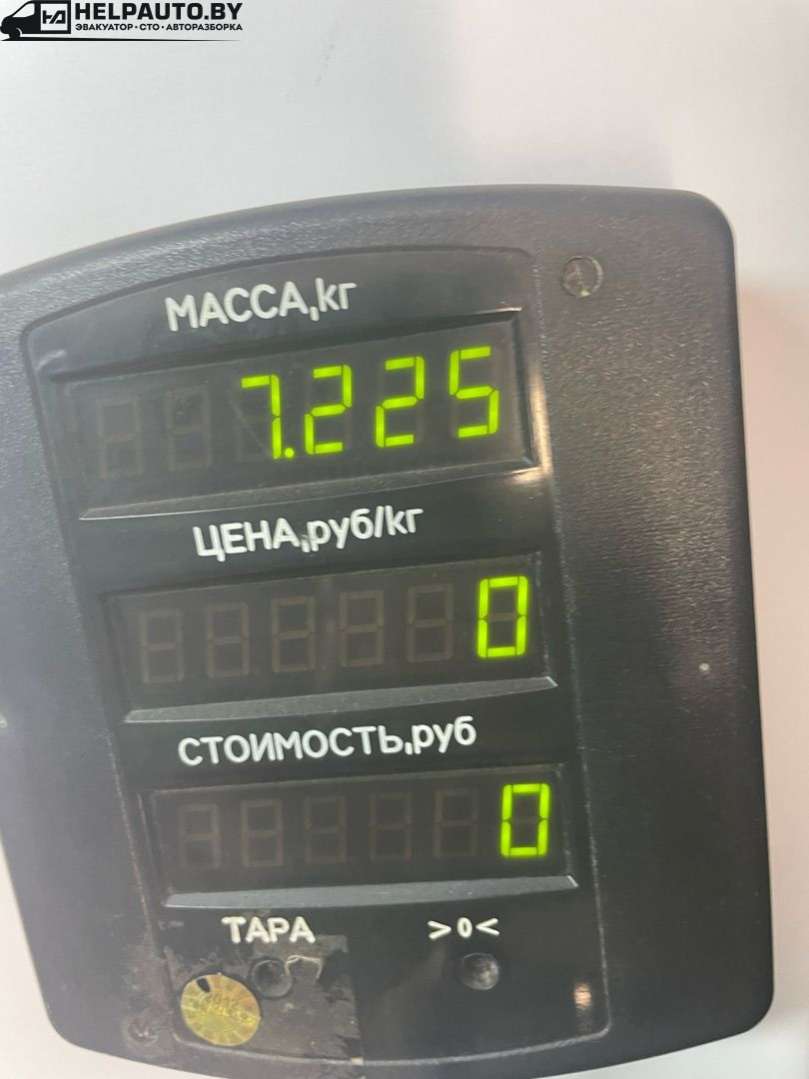 HELPAUTO.BY
ЭВАКУАТОР • СТО • АВТОРАЗБОРКА
МАССА,кг
7.225
ЦЕНА,руб/кг
0
СТОИМОСТЬ,руб
0
ТАРА >0<